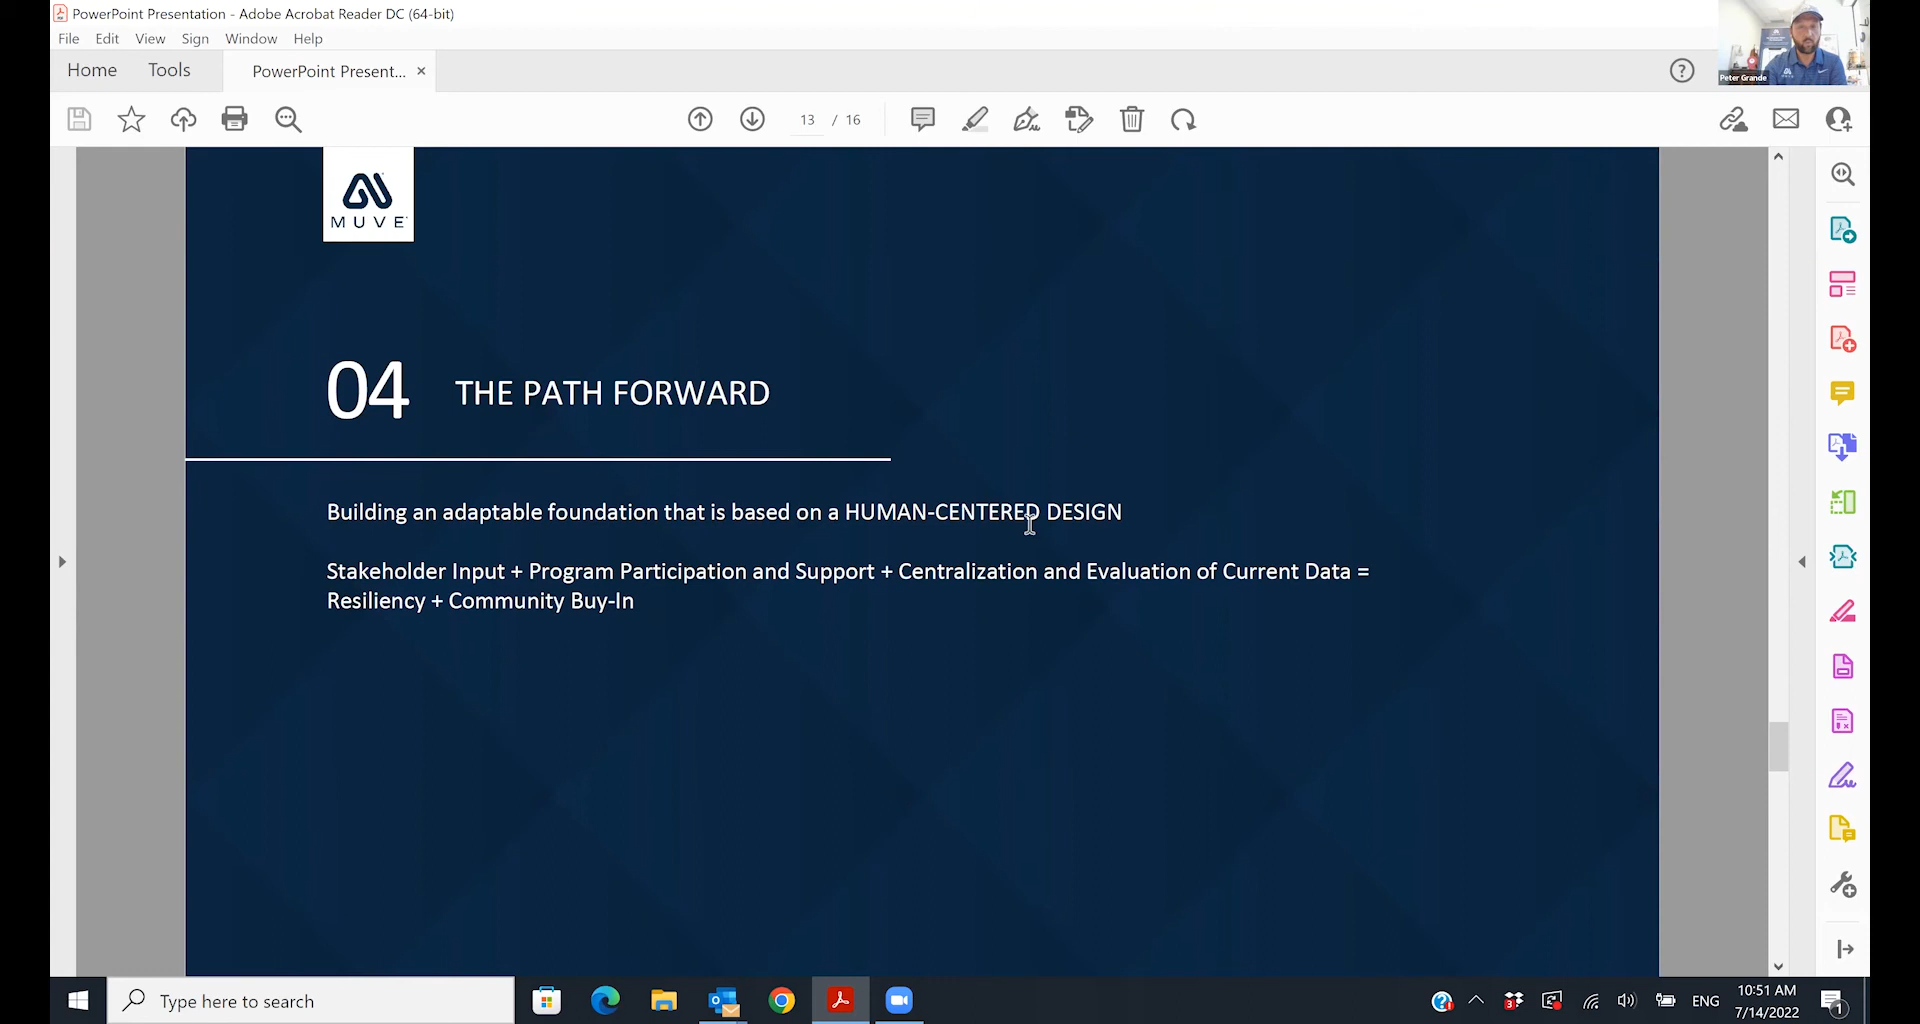 PowerPoint Presentation - Adobe Acrobat Reader DC (64-bit)
File Edit View Sign Window Help
Home Tools PowerPoint Present... ×
Peter Grande
13 / 16
MUVE
04 THE PATH FORWARD
Building an adaptable foundation that is based on a HUMAN-CENTERED DESIGN
Stakeholder Input + Program Participation and Support + Centralization and Evaluation of Current Data =
Resiliency + Community Buy-In
Type here to search
ENG
10:51 AM
7/14/2022
1